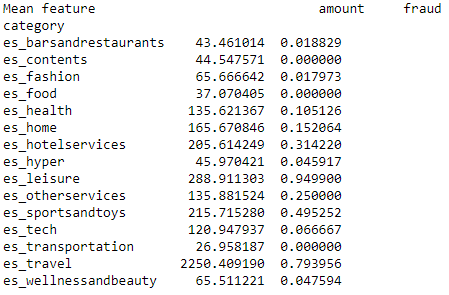 Mean feature amount fraud
category
es_barsandrestaurants 43.461014 0.018829
es_contents 44.547571 0.000000
es_fashion 65.666642 0.017973
es_food 37.070405 0.000000
es_health 135.621367 0.105126
es_home 165.670846 0.152064
es_hotelservices 205.614249 0.314220
es_hyper 45.970421 0.045917
es_leisure 288.911303 0.949900
es_otherservices 135.881524 0.250000
es_sportsandtoys 215.715280 0.495252
es_tech 120.947937 0.066667
es_transportation 26.958187 0.000000
es_travel 2250.409190 0.793956
es_wellnessandbeauty 65.511221 0.047594